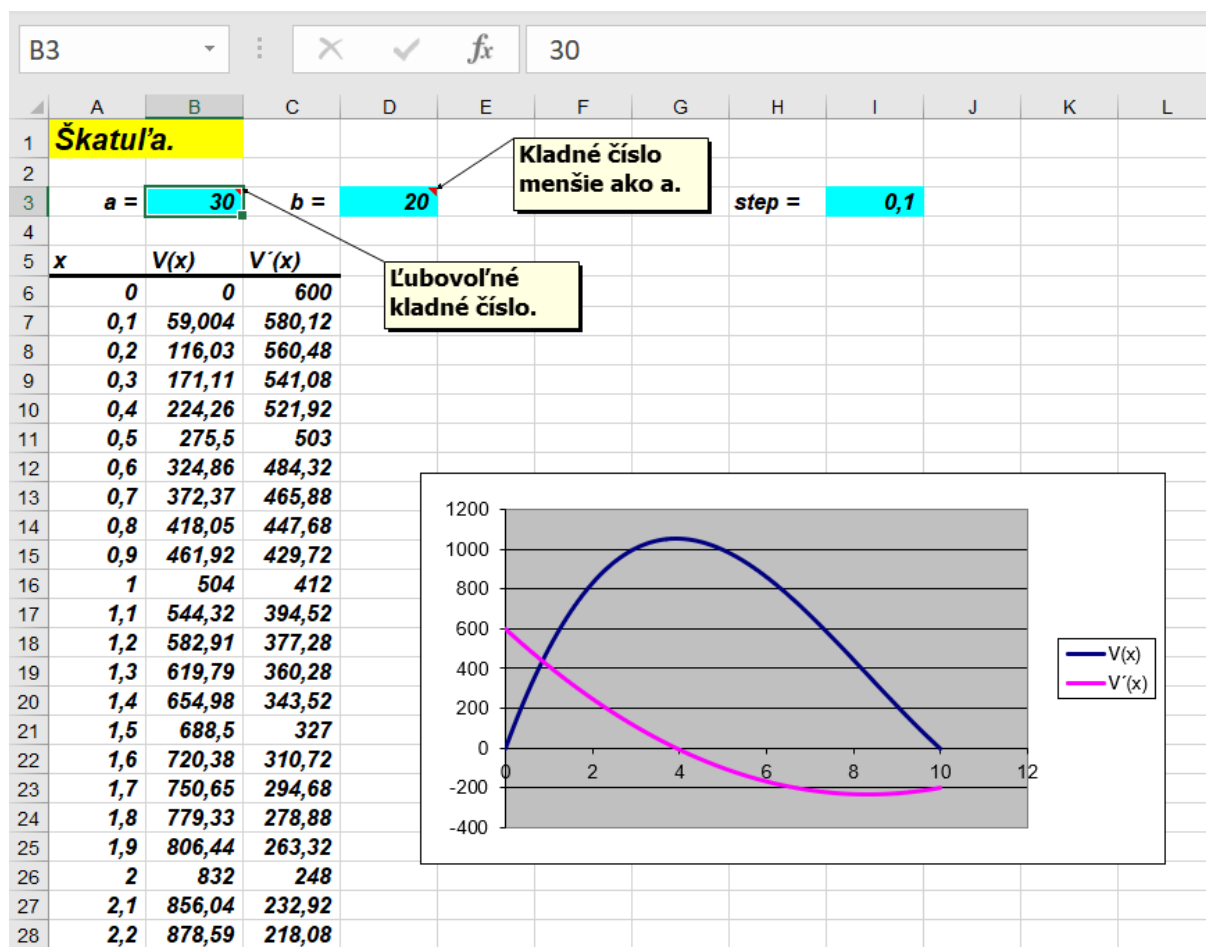 B3 fx 30
A B C D E F G H I J K L
1 Škatuľa.
2
3 a = 30 b = 20 step = 0,1
Kladné číslo
menšie ako a.
4
5 x V(x) V´(x)
Ľubovoľné
kladné číslo.
6 0 0 600
7 0,1 59,004 580,12
8 0,2 116,03 560,48
9 0,3 171,11 541,08
10 0,4 224,26 521,92
11 0,5 275,5 503
12 0,6 324,86 484,32
13 0,7 372,37 465,88
14 0,8 418,05 447,68
15 0,9 461,92 429,72
16 1 504 412
17 1,1 544,32 394,52
18 1,2 582,91 377,28
19 1,3 619,79 360,28
20 1,4 654,98 343,52
21 1,5 688,5 327
22 1,6 720,38 310,72
23 1,7 750,65 294,68
24 1,8 779,33 278,88
25 1,9 806,44 263,32
26 2 832 248
27 2,1 856,04 232,92
28 2,2 878,59 218,08
1200
1000
800
600
400
200
0
-200
-400
0 2 4 6 8 10 12
V(x)
V´(x)